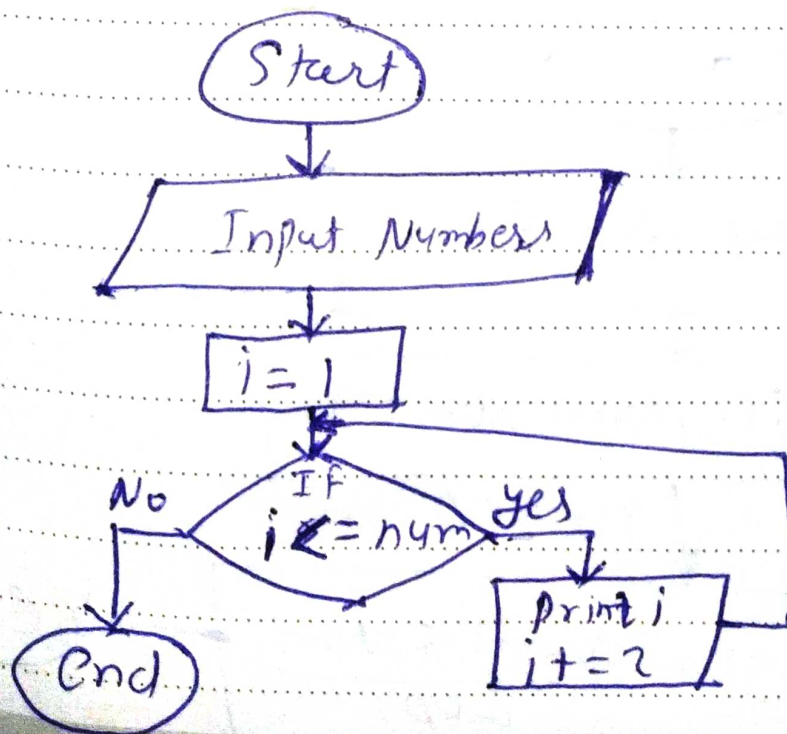 Start
Input Numbers
i = 1
If
i <= num
No
yes
print i
i += 2
End